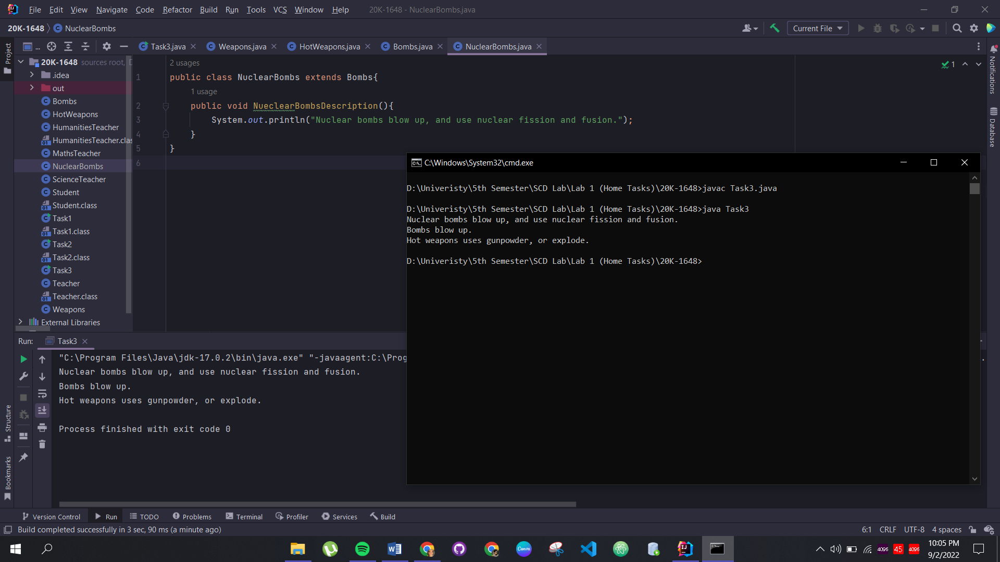 File Edit View Navigate Code Refactor Build Run Tools VCS Window Help 20K-1648 - NuclearBombs.java
20K-1648 NuclearBombs
Current File
Project
...
Task3.java Weapons.java HotWeapons.java Bombs.java NuclearBombs.java
20K-1648 sources root,
.idea
out
Bombs
HotWeapons
HumanitiesTeacher
HumanitiesTeacher.clas
MathsTeacher
NuclearBombs
ScienceTeacher
Student
Student.class
Task1
Task1.class
Task2
Task2.class
Task3
Teacher
Teacher.class
Weapons
External Libraries
2 usages
1 public class NuclearBombs extends Bombs{
1 usage
2 public void NueclearBombsDescription(){
3 System.out.println("Nuclear bombs blow up, and use nuclear fission and fusion.");
4 }
5 }
6
1
Notifications
Database
C:\Windows\System32\cmd.exe
D:\Univeristy\5th Semester\SCD Lab\Lab 1 (Home Tasks)\20K-1648>javac Task3.java
D:\Univeristy\5th Semester\SCD Lab\Lab 1 (Home Tasks)\20K-1648>java Task3
Nuclear bombs blow up, and use nuclear fission and fusion.
Bombs blow up.
Hot weapons uses gunpowder, or explode.
D:\Univeristy\5th Semester\SCD Lab\Lab 1 (Home Tasks)\20K-1648>
Run: Task3
"C:\Program Files\Java\jdk-17.0.2\bin\java.exe" "-javaagent:C:\Prog
Nuclear bombs blow up, and use nuclear fission and fusion.
Bombs blow up.
Hot weapons uses gunpowder, or explode.
Process finished with exit code 0
Structure
Bookmarks
Version Control Run TODO Problems Terminal Profiler Services Build
Build completed successfully in 3 sec, 90 ms (a minute ago)
6:1 CRLF UTF-8 4 spaces
Canva
4096 45 4096
10:05 PM
9/2/2022